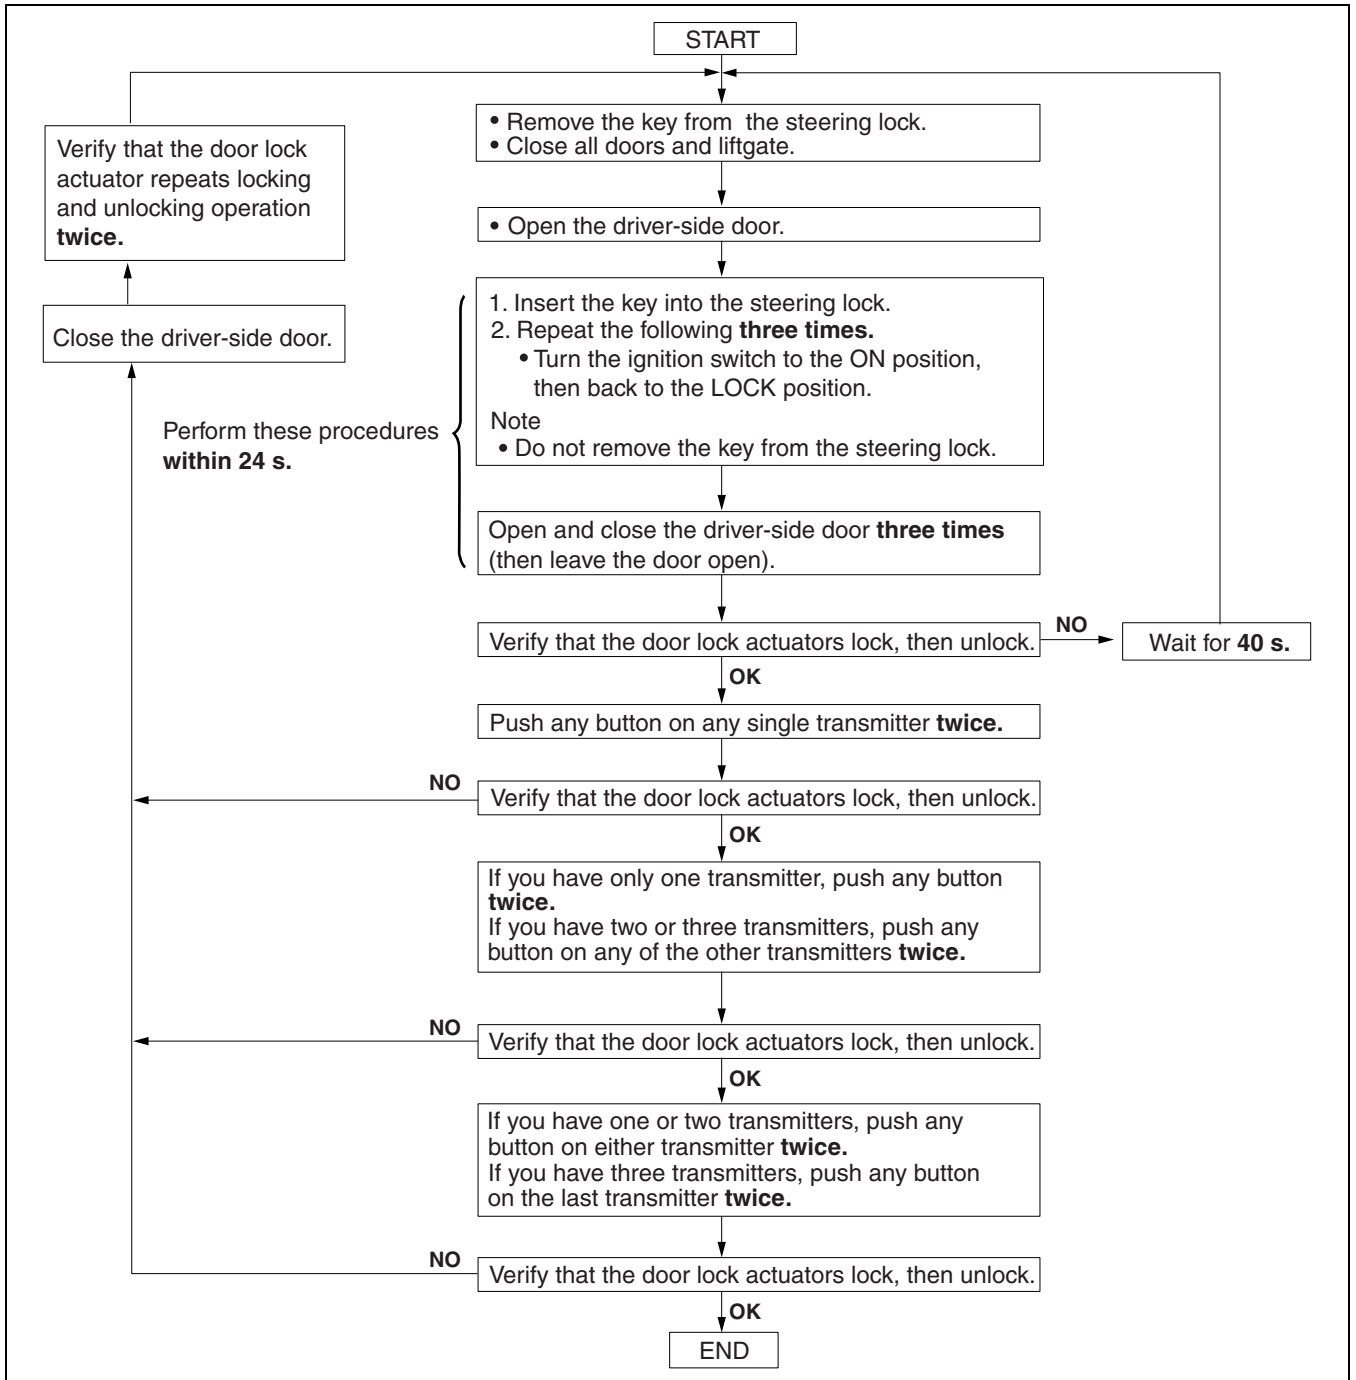 START
• Remove the key from the steering lock.
• Close all doors and liftgate.
Verify that the door lock
actuator repeats locking
and unlocking operation
twice.
• Open the driver-side door.
Close the driver-side door.
1. Insert the key into the steering lock.
2. Repeat the following three times.
• Turn the ignition switch to the ON position,
then back to the LOCK position.
Note
• Do not remove the key from the steering lock.
Perform these procedures
within 24 s.
Open and close the driver-side door three times
(then leave the door open).
Verify that the door lock actuators lock, then unlock.
NO
Wait for 40 s.
OK
Push any button on any single transmitter twice.
NO
Verify that the door lock actuators lock, then unlock.
OK
If you have only one transmitter, push any button
twice.
If you have two or three transmitters, push any
button on any of the other transmitters twice.
NO
Verify that the door lock actuators lock, then unlock.
OK
If you have one or two transmitters, push any
button on either transmitter twice.
If you have three transmitters, push any button
on the last transmitter twice.
NO
Verify that the door lock actuators lock, then unlock.
OK
END